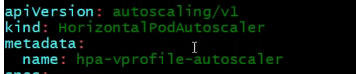 apiVersion: autoscaling/v1
kind: HorizontalPodAutoscaler
metadata:
  name: hpa-vprofile-autoscaler